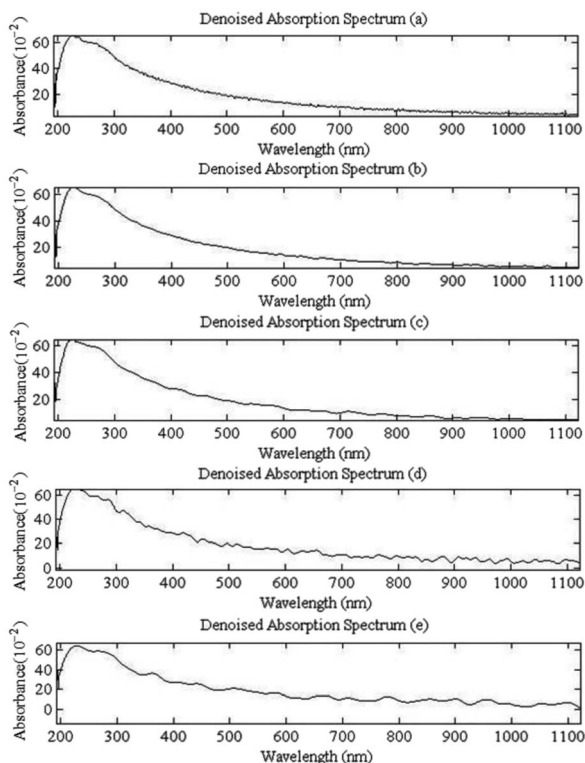 Denoised Absorption Spectrum (a)
Absorbance(10⁻²)
60
40
20
200 300 400 500 600 700 800 900 1000 1100
Wavelength (nm)
Denoised Absorption Spectrum (b)
Absorbance(10⁻²)
60
40
20
200 300 400 500 600 700 800 900 1000 1100
Wavelength (nm)
Denoised Absorption Spectrum (c)
Absorbance(10⁻²)
60
40
20
200 300 400 500 600 700 800 900 1000 1100
Wavelength (nm)
Denoised Absorption Spectrum (d)
Absorbance(10⁻²)
60
40
20
0
200 300 400 500 600 700 800 900 1000 1100
Wavelength (nm)
Denoised Absorption Spectrum (e)
Absorbance(10⁻²)
60
40
20
0
200 300 400 500 600 700 800 900 1000 1100
Wavelength (nm)